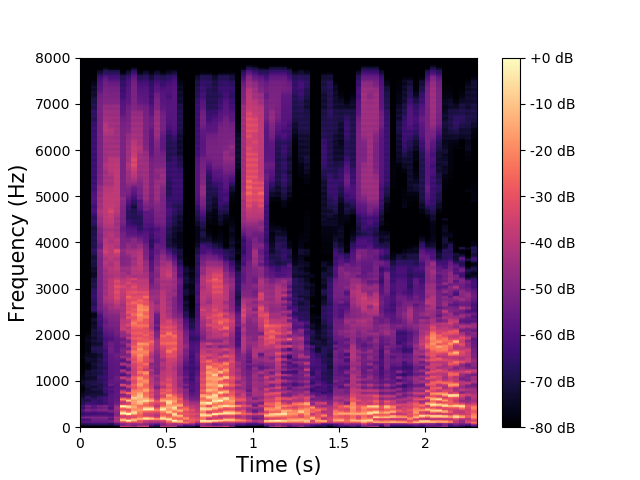 8000
7000
6000
5000
4000
3000
2000
1000
0
Frequency (Hz)
0 0.5 1 1.5 2
Time (s)
+0 dB
-10 dB
-20 dB
-30 dB
-40 dB
-50 dB
-60 dB
-70 dB
-80 dB